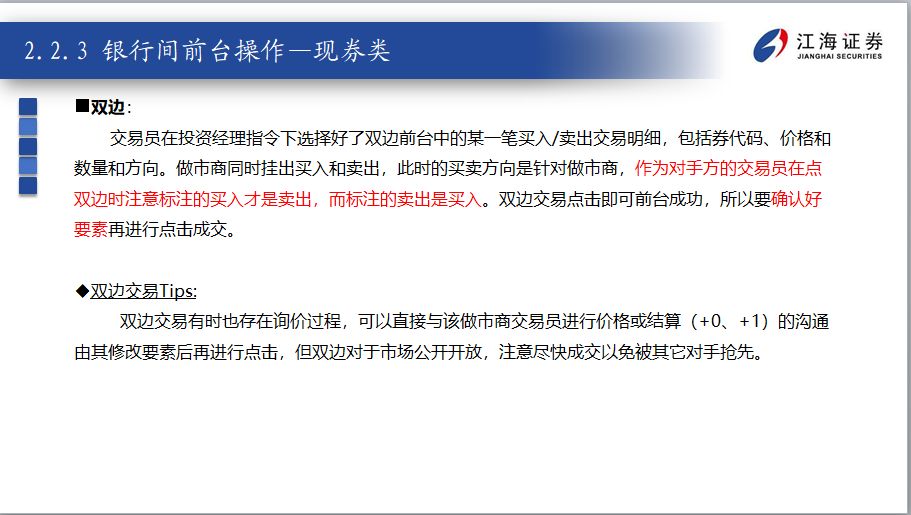 2.2.3 银行间前台操作—现券类
江海证券
JIANGHAI SECURITIES
■双边：
交易员在投资经理指令下选择好了双边前台中的某一笔买入/卖出交易明细，包括券代码、价格和
数量和方向。做市商同时挂出买入和卖出，此时的买卖方向是针对做市商，作为对手方的交易员在点
双边时注意标注的买入才是卖出，而标注的卖出是买入。双边交易点击即可前台成功，所以要确认好
要素再进行点击成交。
◆双边交易Tips:
双边交易有时也存在询价过程，可以直接与该做市商交易员进行价格或结算（+0、+1）的沟通
由其修改要素后再进行点击，但双边对于市场公开开放，注意尽快成交以免被其它对手抢先。